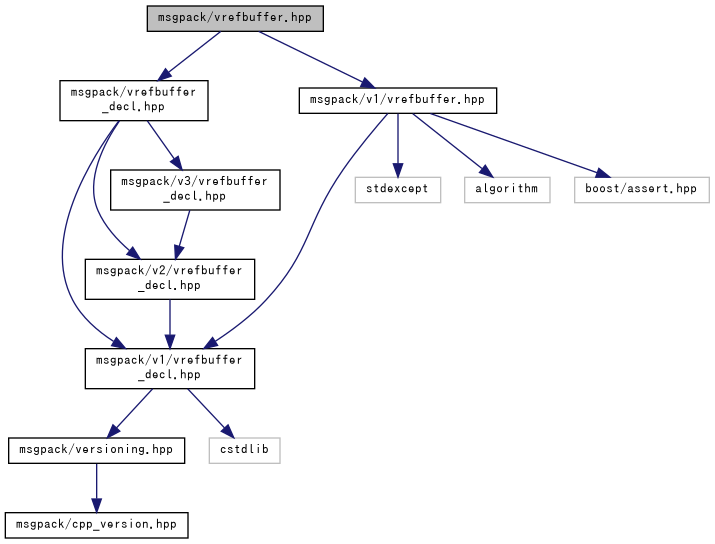 msgpack/vrefbuffer.hpp
msgpack/vrefbuffer
_decl.hpp
msgpack/v1/vrefbuffer.hpp
msgpack/v3/vrefbuffer
_decl.hpp
stdexcept
algorithm
boost/assert.hpp
msgpack/v2/vrefbuffer
_decl.hpp
msgpack/v1/vrefbuffer
_decl.hpp
msgpack/versioning.hpp
cstdlib
msgpack/cpp_version.hpp